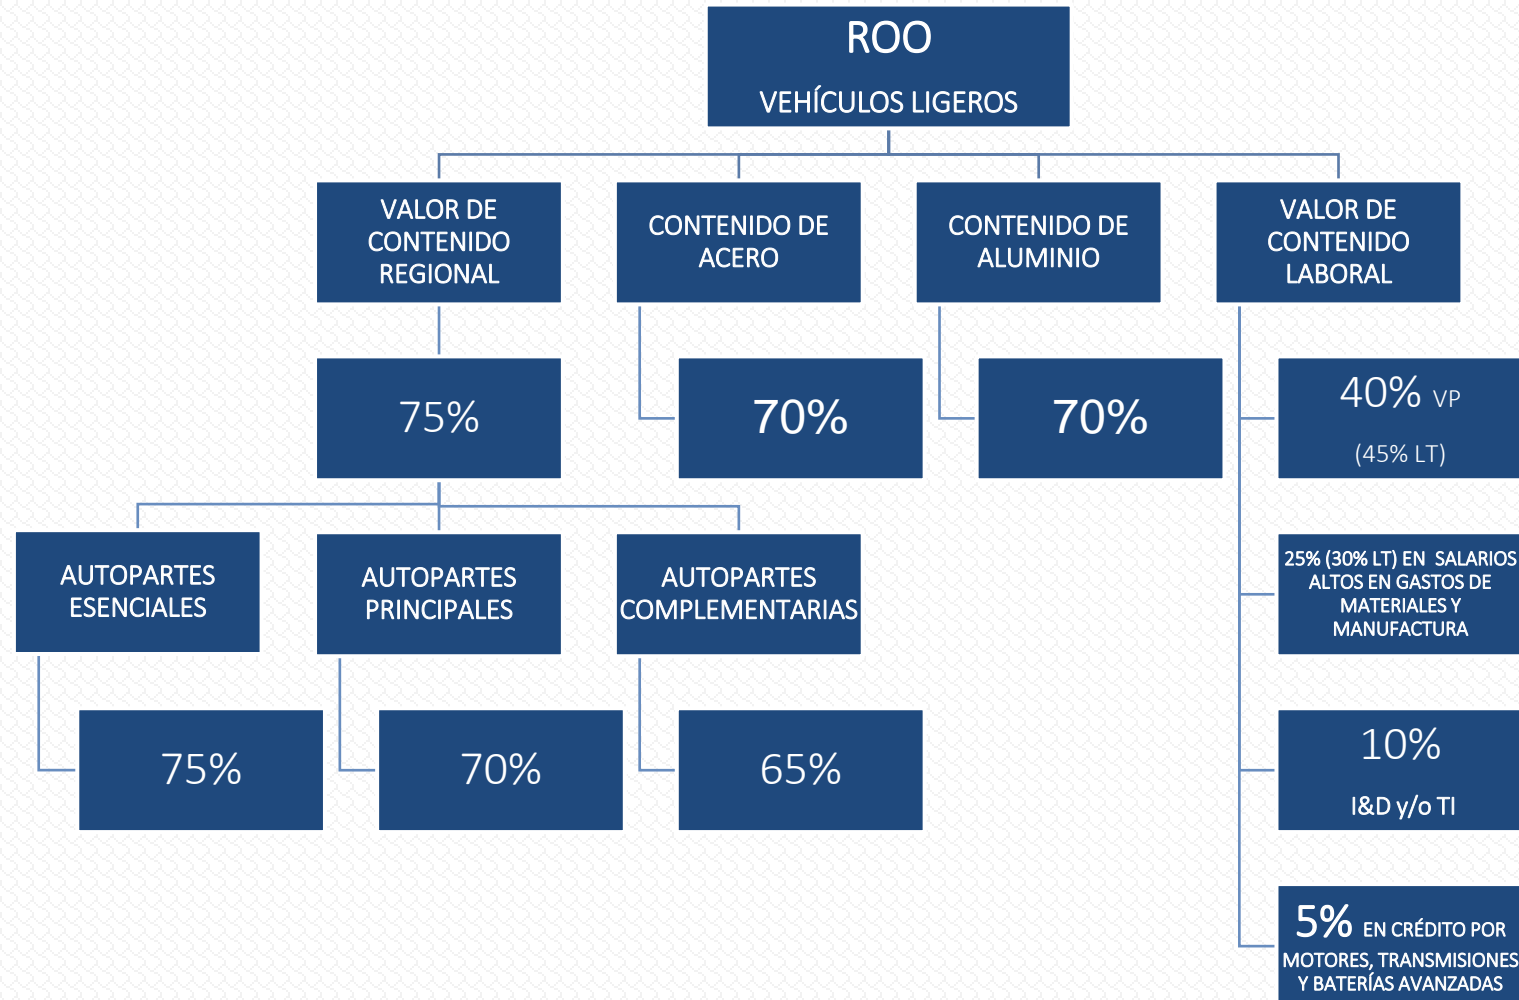 ROO
VEHÍCULOS LIGEROS
VALOR DE
CONTENIDO
REGIONAL
CONTENIDO DE
ACERO
CONTENIDO DE
ALUMINIO
VALOR DE
CONTENIDO
LABORAL
75%
70%
70%
40% VP
(45% LT)
AUTOPARTES
ESENCIALES
AUTOPARTES
PRINCIPALES
AUTOPARTES
COMPLEMENTARIAS
25% (30% LT) EN SALARIOS
ALTOS EN GASTOS DE
MATERIALES Y
MANUFACTURA
75%
70%
65%
10%
I&D y/o TI
5% EN CRÉDITO POR
MOTORES, TRANSMISIONES
Y BATERÍAS AVANZADAS